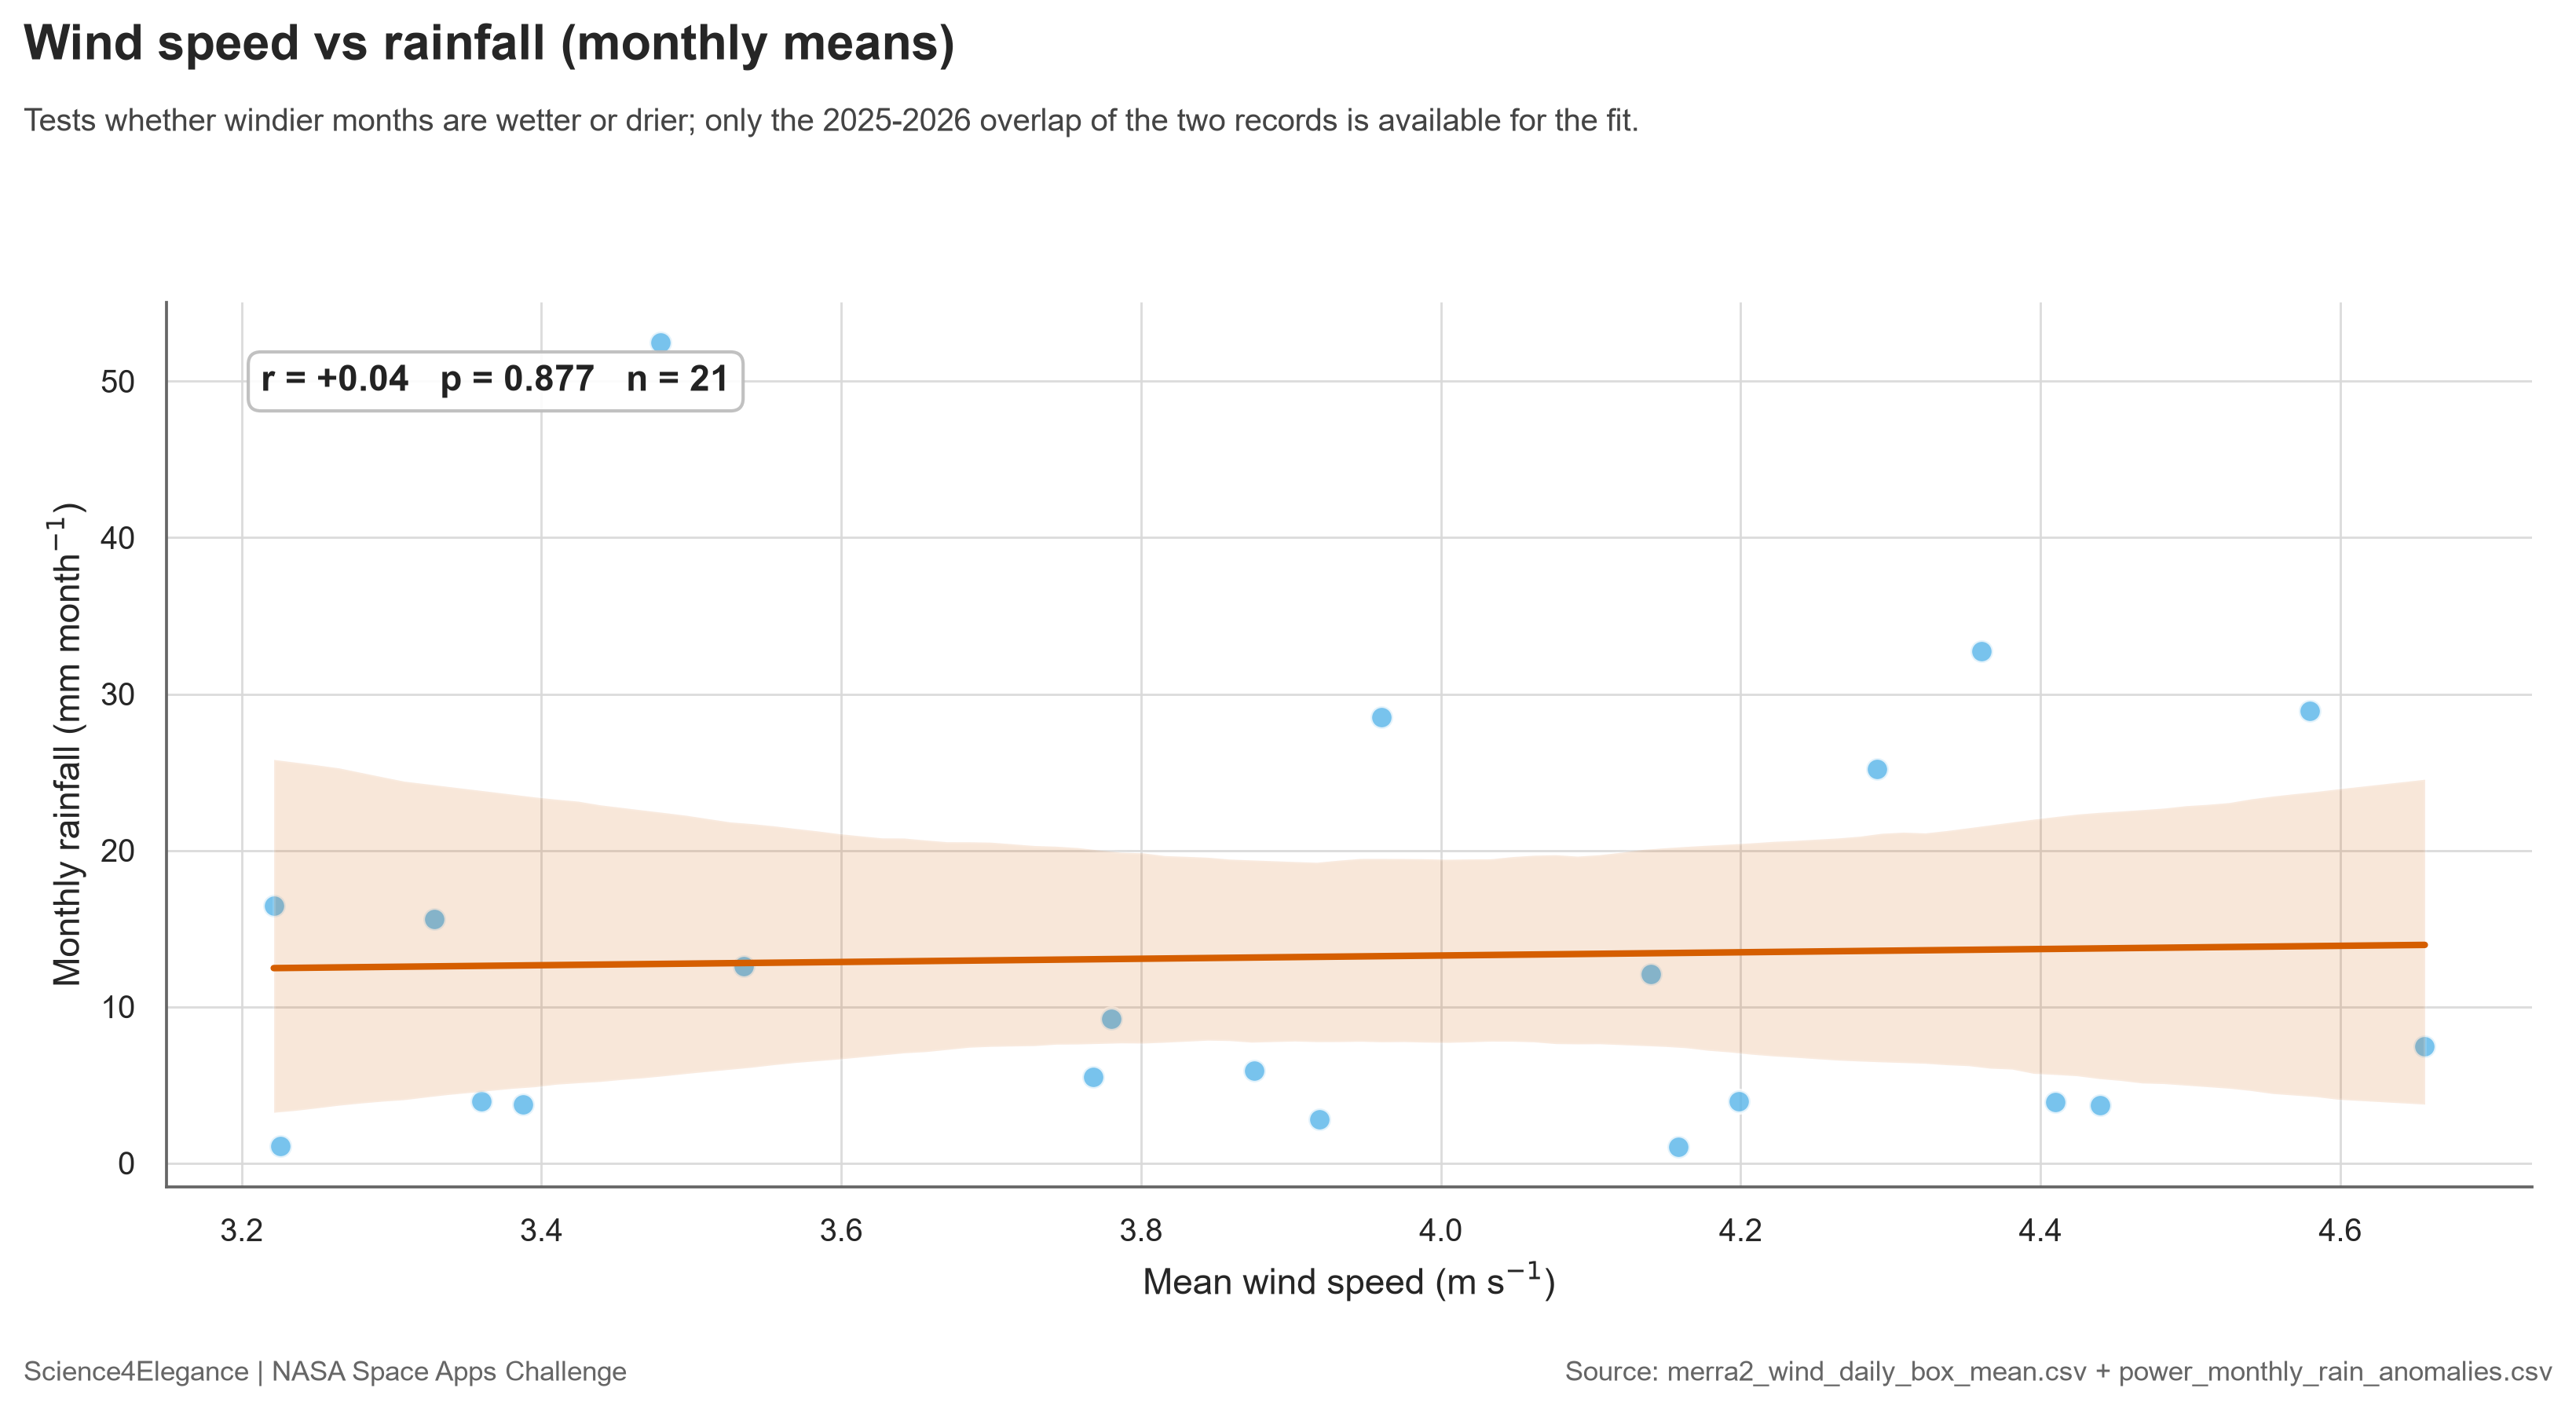 Wind speed vs rainfall (monthly means)
Tests whether windier months are wetter or drier; only the 2025-2026 overlap of the two records is available for the fit.
r = +0.04   p = 0.877   n = 21
Monthly rainfall (mm month⁻¹)
50
40
30
20
10
0
3.2 3.4 3.6 3.8 4.0 4.2 4.4 4.6
Mean wind speed (m s⁻¹)
Science4Elegance | NASA Space Apps Challenge
Source: merra2_wind_daily_box_mean.csv + power_monthly_rain_anomalies.csv